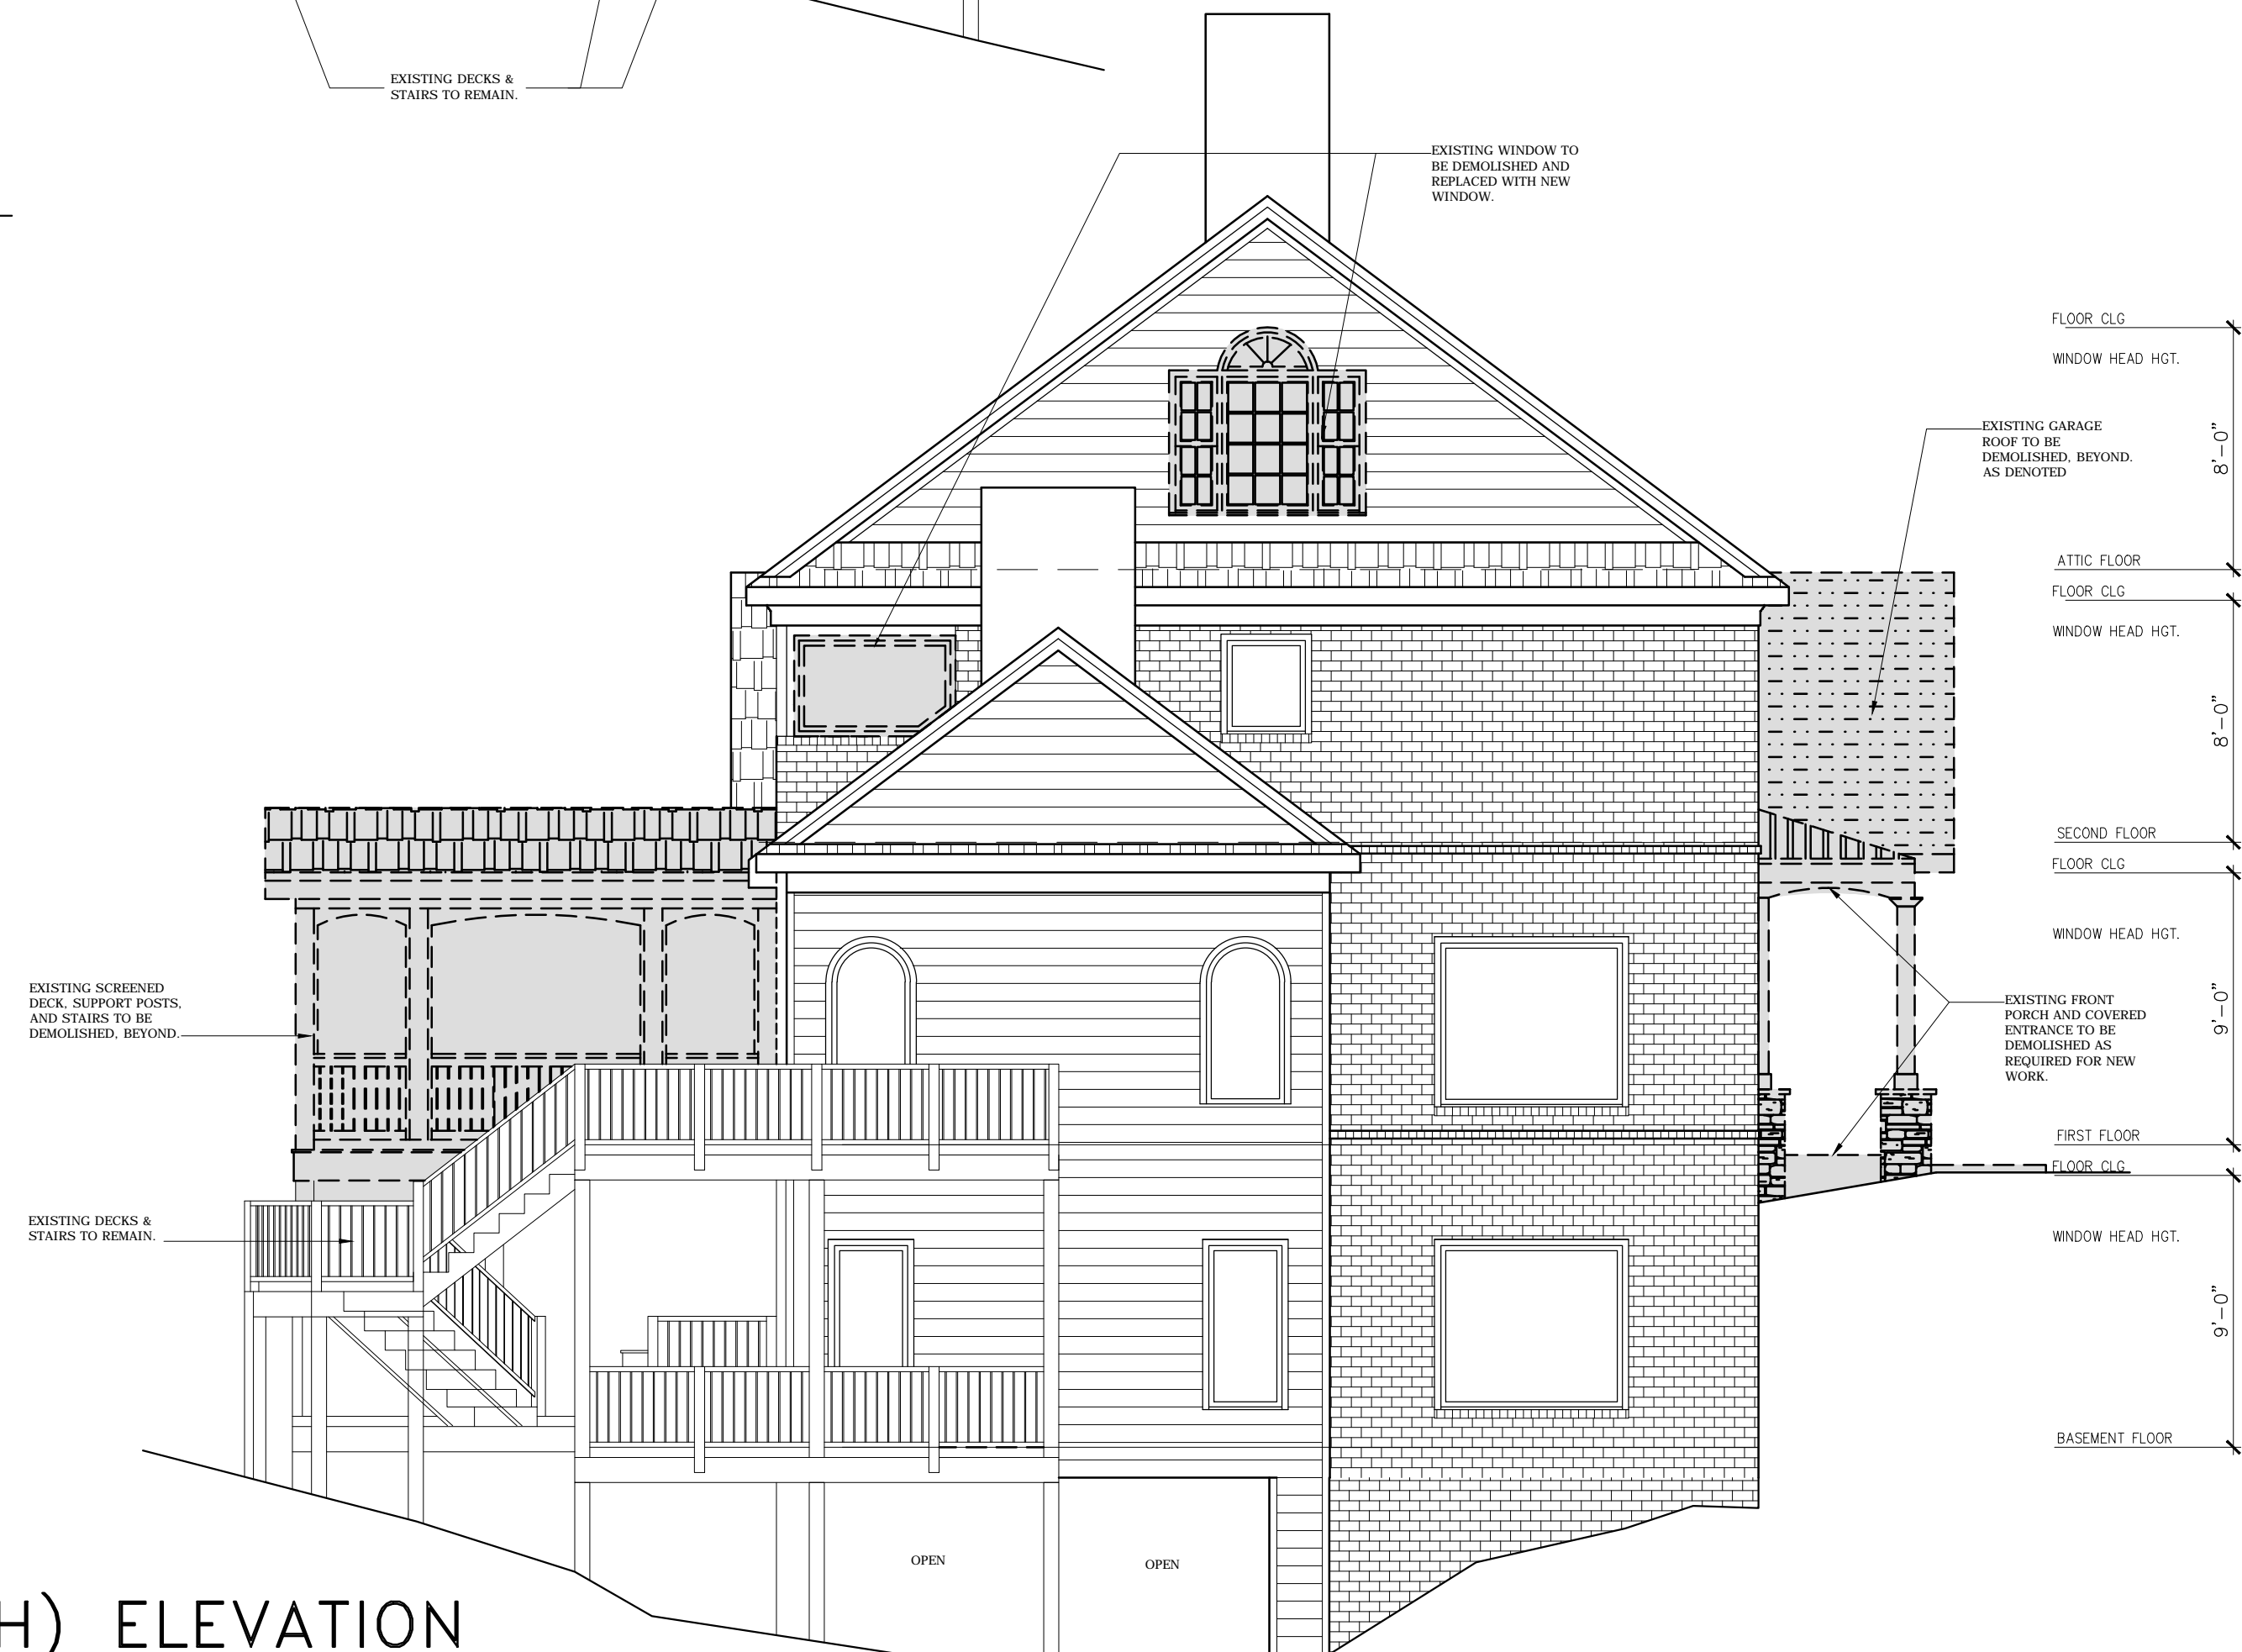 EXISTING DECKS &
STAIRS TO REMAIN.
EXISTING WINDOW TO
BE DEMOLISHED AND
REPLACED WITH NEW
WINDOW.
FLOOR CLG
WINDOW HEAD HGT.
8'-0"
EXISTING GARAGE
ROOF TO BE
DEMOLISHED, BEYOND.
AS DENOTED
ATTIC FLOOR
FLOOR CLG
WINDOW HEAD HGT.
8'-0"
SECOND FLOOR
FLOOR CLG
WINDOW HEAD HGT.
9'-0"
EXISTING SCREENED
DECK, SUPPORT POSTS,
AND STAIRS TO BE
DEMOLISHED, BEYOND.
EXISTING FRONT
PORCH AND COVERED
ENTRANCE TO BE
DEMOLISHED AS
REQUIRED FOR NEW
WORK.
FIRST FLOOR
FLOOR CLG
EXISTING DECKS &
STAIRS TO REMAIN.
WINDOW HEAD HGT.
9'-0"
BASEMENT FLOOR
OPEN
OPEN
H) ELEVATION